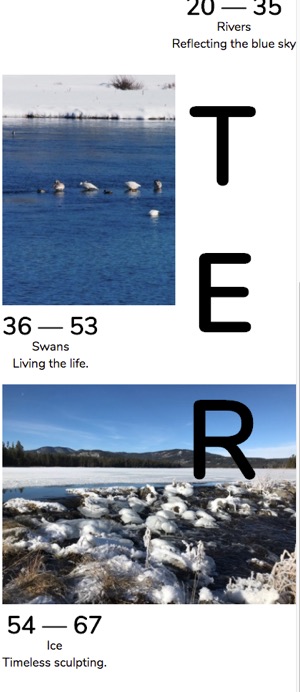 20 — 35
Rivers
Reflecting the blue sky
T
E
R
36 — 53
Swans
Living the life.
54 — 67
Ice
Timeless sculpting.